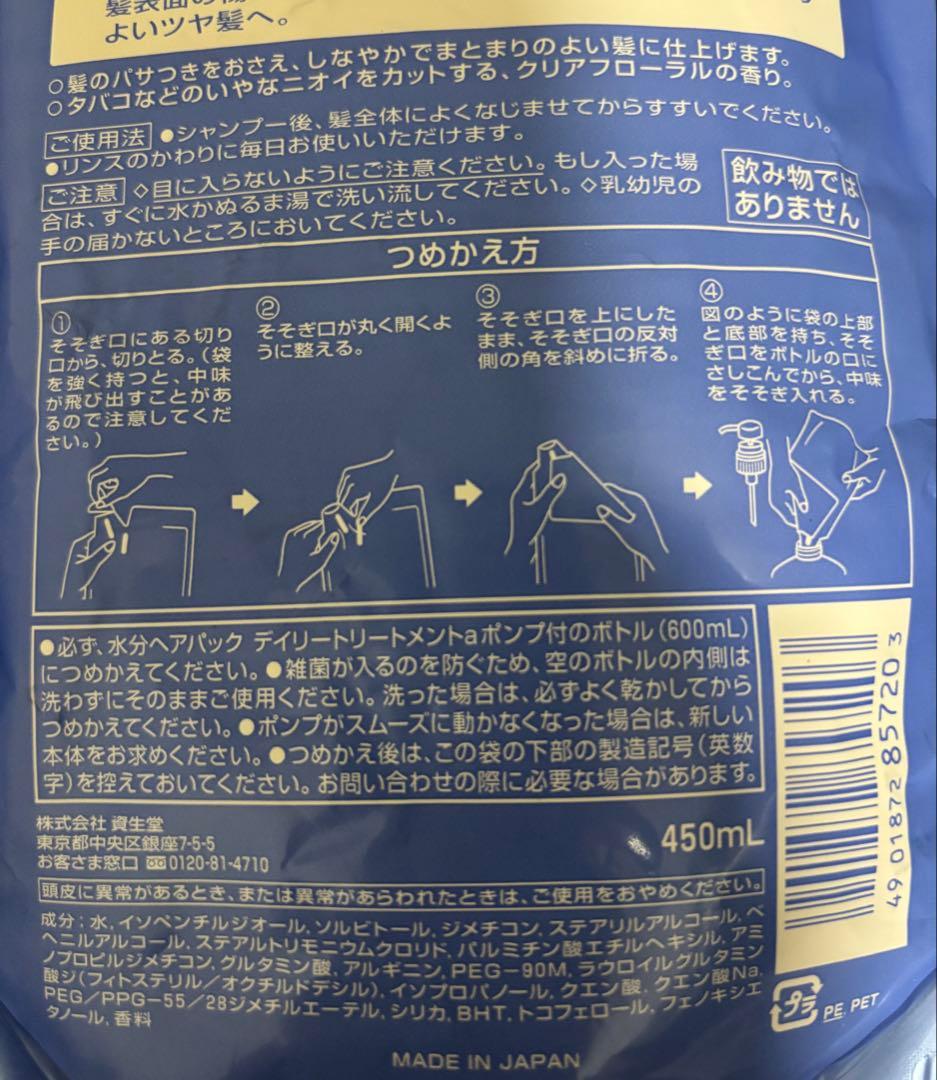 よいツヤ髪へ。
○髪のパサつきをおさえ、しなやかでまとまりのよい髪に仕上げます。
○タバコなどのいやなニオイをカットする、クリアフローラルの香り。
ご使用法 ●シャンプー後、髪全体によくなじませてからすすいでください。
●リンスのかわりに毎日お使いいただけます。
ご注意 ◇目に入らないようにご注意ください。もし入った場
合は、すぐに水かぬるま湯で洗い流してください。◇乳幼児の
手の届かないところにおいてください。
飲み物では
ありません
つめかえ方
①
そそぎ口にある切り
口から、切りとる。（袋
を強く持つと、中味
が飛び出すことがあ
るので注意してくだ
さい。）
②
そそぎ口が丸く開くよ
うに整える。
③
そそぎ口を上にした
まま、そそぎ口の反対
側の角を斜めに折る。
④
図のように袋の上部
と底部を持ち、そそ
ぎ口をボトルの口に
さしこんでから、中味
をそそぎ入れる。
●必ず、水分ヘアパック デイリートリートメントaポンプ付のボトル（600mL）
につめかえてください。●雑菌が入るのを防ぐため、空のボトルの内側は
洗わずにそのままご使用ください。洗った場合は、必ずよく乾かしてから
つめかえてください。●ポンプがスムーズに動かなくなった場合は、新しい
本体をお求めください。●つめかえ後は、この袋の下部の製造記号（英数
字）を控えておいてください。お問い合わせの際に必要な場合があります。
株式会社 資生堂
東京都中央区銀座7-5-5
お客さま窓口 0120-81-4710
450mL
頭皮に異常があるとき、または異常があらわれたときは、ご使用をおやめください。
成分：水, イソペンチルジオール, ソルビトール, ジメチコン, ステアリルアルコール, ベ
ヘニルアルコール, ステアルトリモニウムクロリド, パルミチン酸エチルヘキシル, アミ
ノプロピルジメチコン, グルタミン酸, アルギニン, PEG－90M, ラウロイルグルタミン
酸ジ（フィトステリル／オクチルドデシル）, イソプロパノール, クエン酸, クエン酸Na,
PEG／PPG－55／28ジメチルエーテル, シリカ, BHT, トコフェロール, フェノキシエ
タノール, 香料
MADE IN JAPAN
4901872 857203
プラ
PE, PET